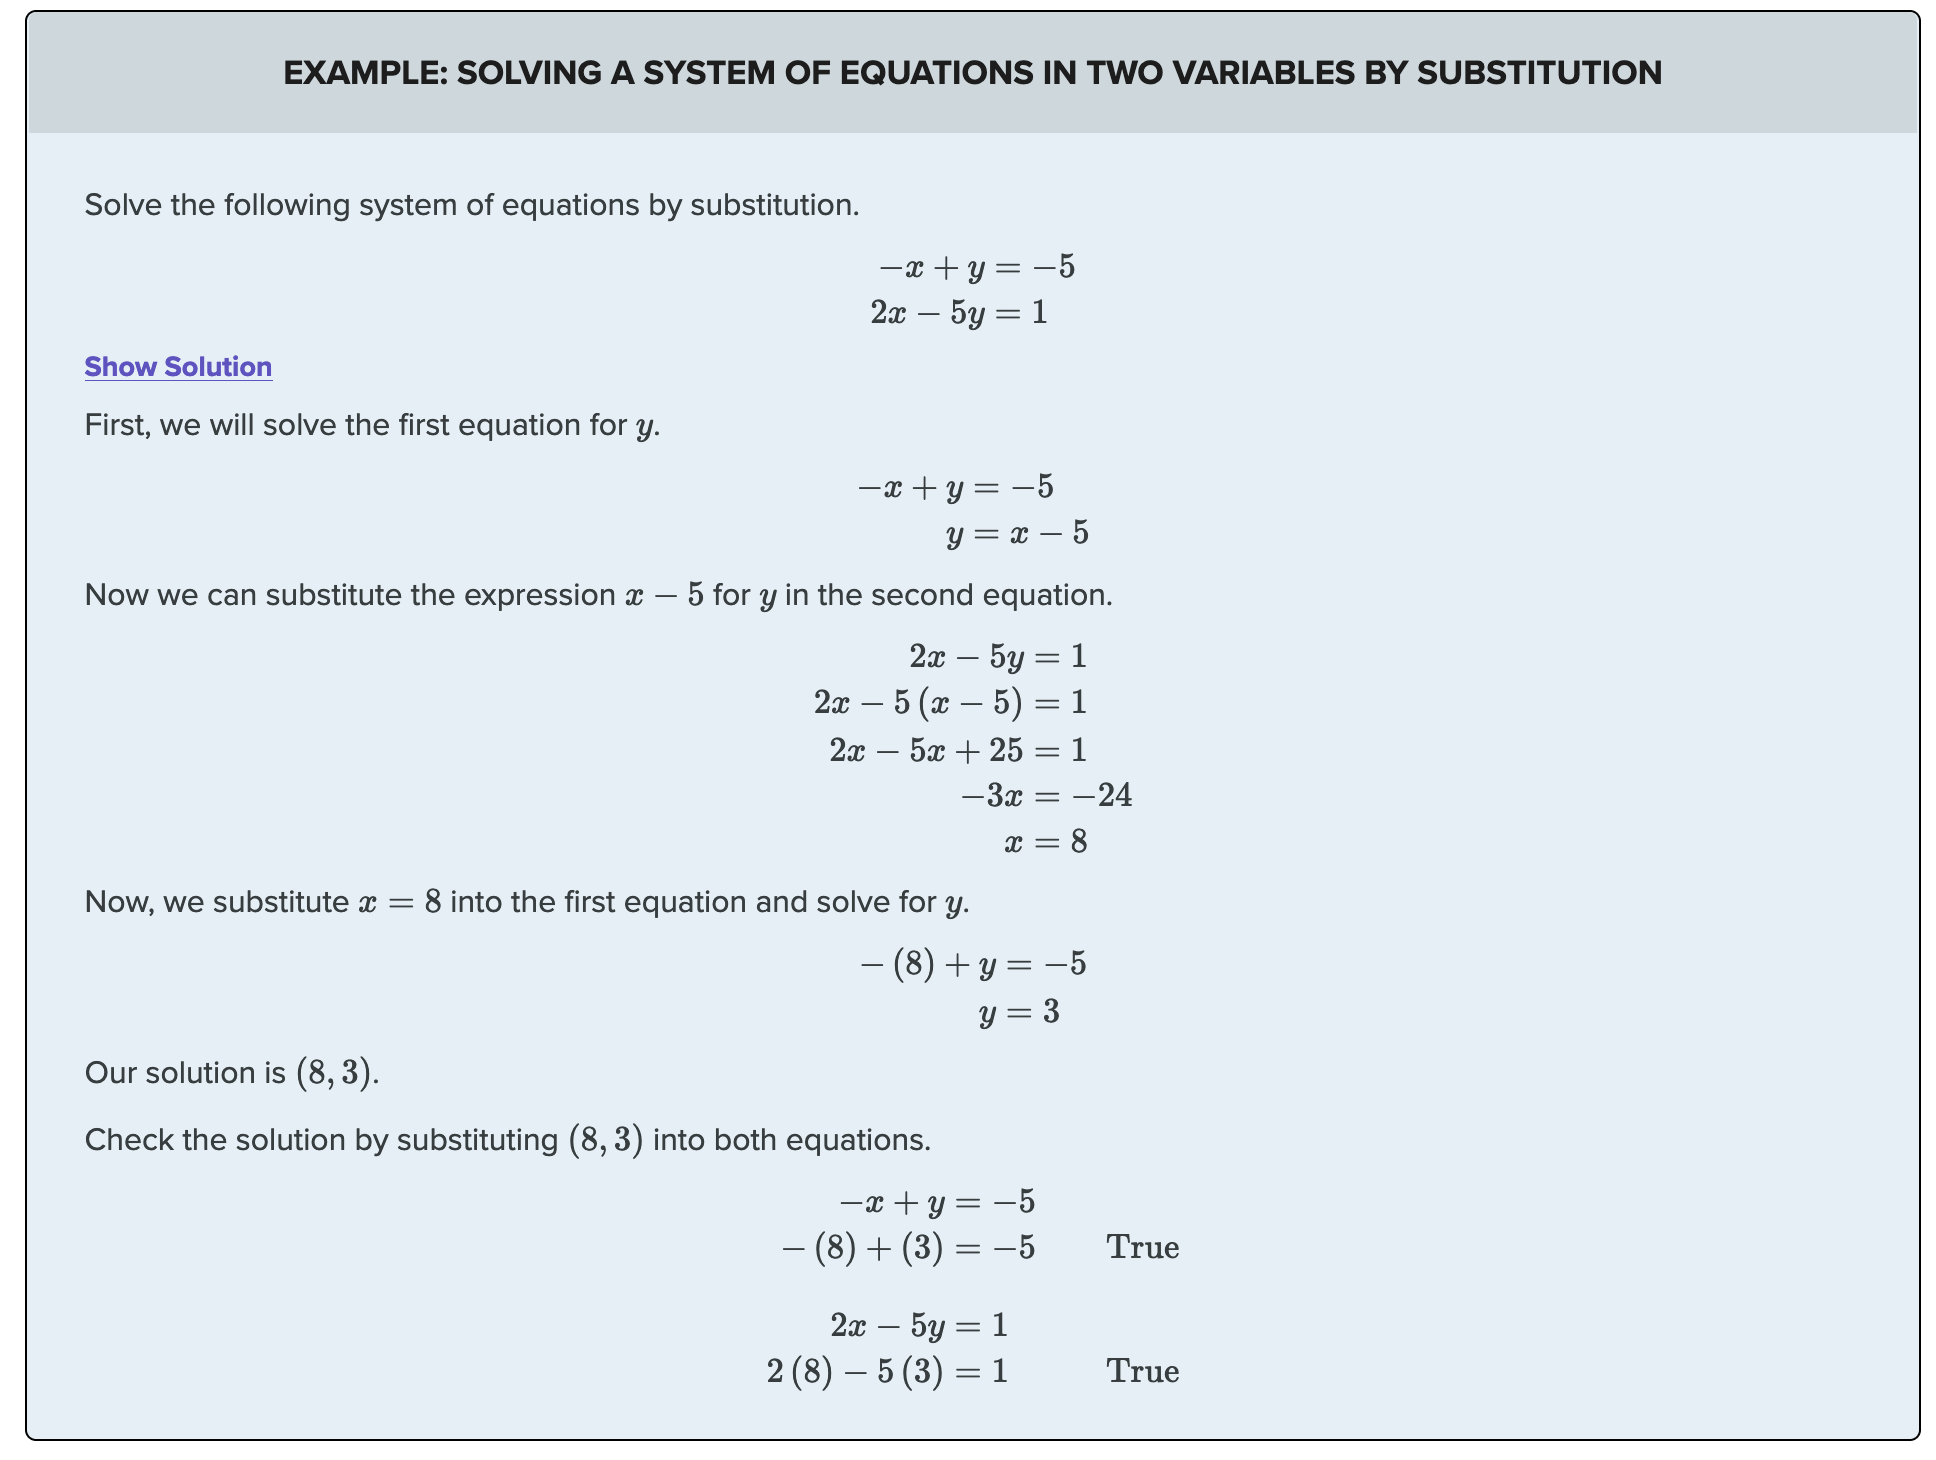 EXAMPLE: SOLVING A SYSTEM OF EQUATIONS IN TWO VARIABLES BY SUBSTITUTION
Solve the following system of equations by substitution.
−x + y = −5
2x − 5y = 1
Show Solution
First, we will solve the first equation for y.
−x + y = −5
y = x − 5
Now we can substitute the expression x − 5 for y in the second equation.
2x − 5y = 1
2x − 5 (x − 5) = 1
2x − 5x + 25 = 1
−3x = −24
x = 8
Now, we substitute x = 8 into the first equation and solve for y.
− (8) + y = −5
y = 3
Our solution is (8, 3).
Check the solution by substituting (8, 3) into both equations.
−x + y = −5
− (8) + (3) = −5 True
2x − 5y = 1
2 (8) − 5 (3) = 1 True